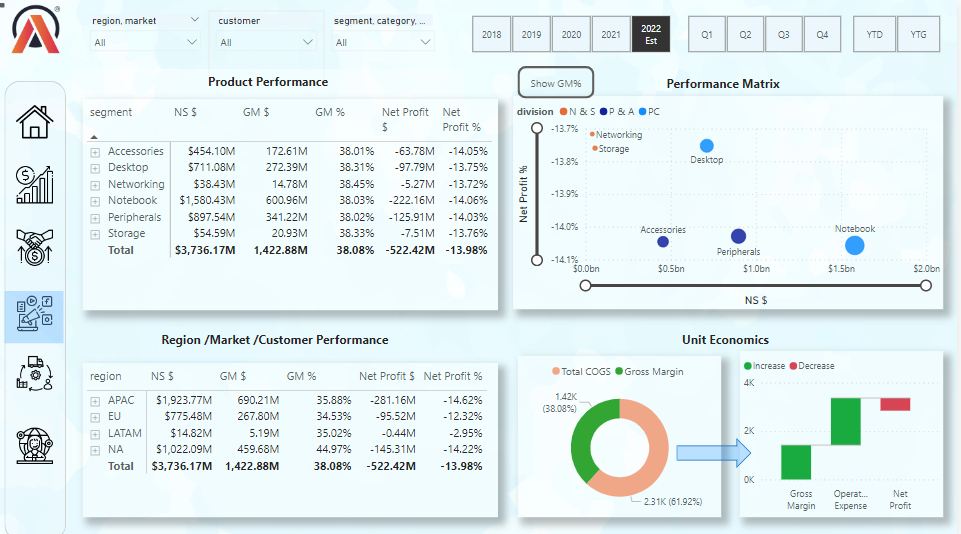 region, market
All
customer
All
segment, category, ...
All
2018
2019
2020
2021
2022
Est
Q1
Q2
Q3
Q4
YTD
YTG
Product Performance
segment NS $ GM $ GM % Net Profit $ Net Profit %
Accessories $454.10M 172.61M 38.01% -63.78M -14.05%
Desktop $711.08M 272.39M 38.31% -97.79M -13.75%
Networking $38.43M 14.78M 38.45% -5.27M -13.72%
Notebook $1,580.43M 600.96M 38.03% -222.16M -14.06%
Peripherals $897.54M 341.22M 38.02% -125.91M -14.03%
Storage $54.59M 20.93M 38.33% -7.51M -13.76%
Total $3,736.17M 1,422.88M 38.08% -522.42M -13.98%
Show GM%
Performance Matrix
division N & S P & A PC
Net Profit %
-13.7%
-13.8%
-13.9%
-14.0%
-14.1%
Networking
Storage
Desktop
Accessories
Peripherals
Notebook
$0.0bn $0.5bn $1.0bn $1.5bn $2.0bn
NS $
Region /Market /Customer Performance
region NS $ GM $ GM % Net Profit $ Net Profit %
APAC $1,923.77M 690.21M 35.88% -281.16M -14.62%
EU $775.48M 267.80M 34.53% -95.52M -12.32%
LATAM $14.82M 5.19M 35.02% -0.44M -2.95%
NA $1,022.09M 459.68M 44.97% -145.31M -14.22%
Total $3,736.17M 1,422.88M 38.08% -522.42M -13.98%
Unit Economics
Total COGS Gross Margin
1.42K
(38.08%)
2.31K (61.92%)
Increase Decrease
4K
2K
0K
Gross
Margin
Operat...
Expense
Net
Profit